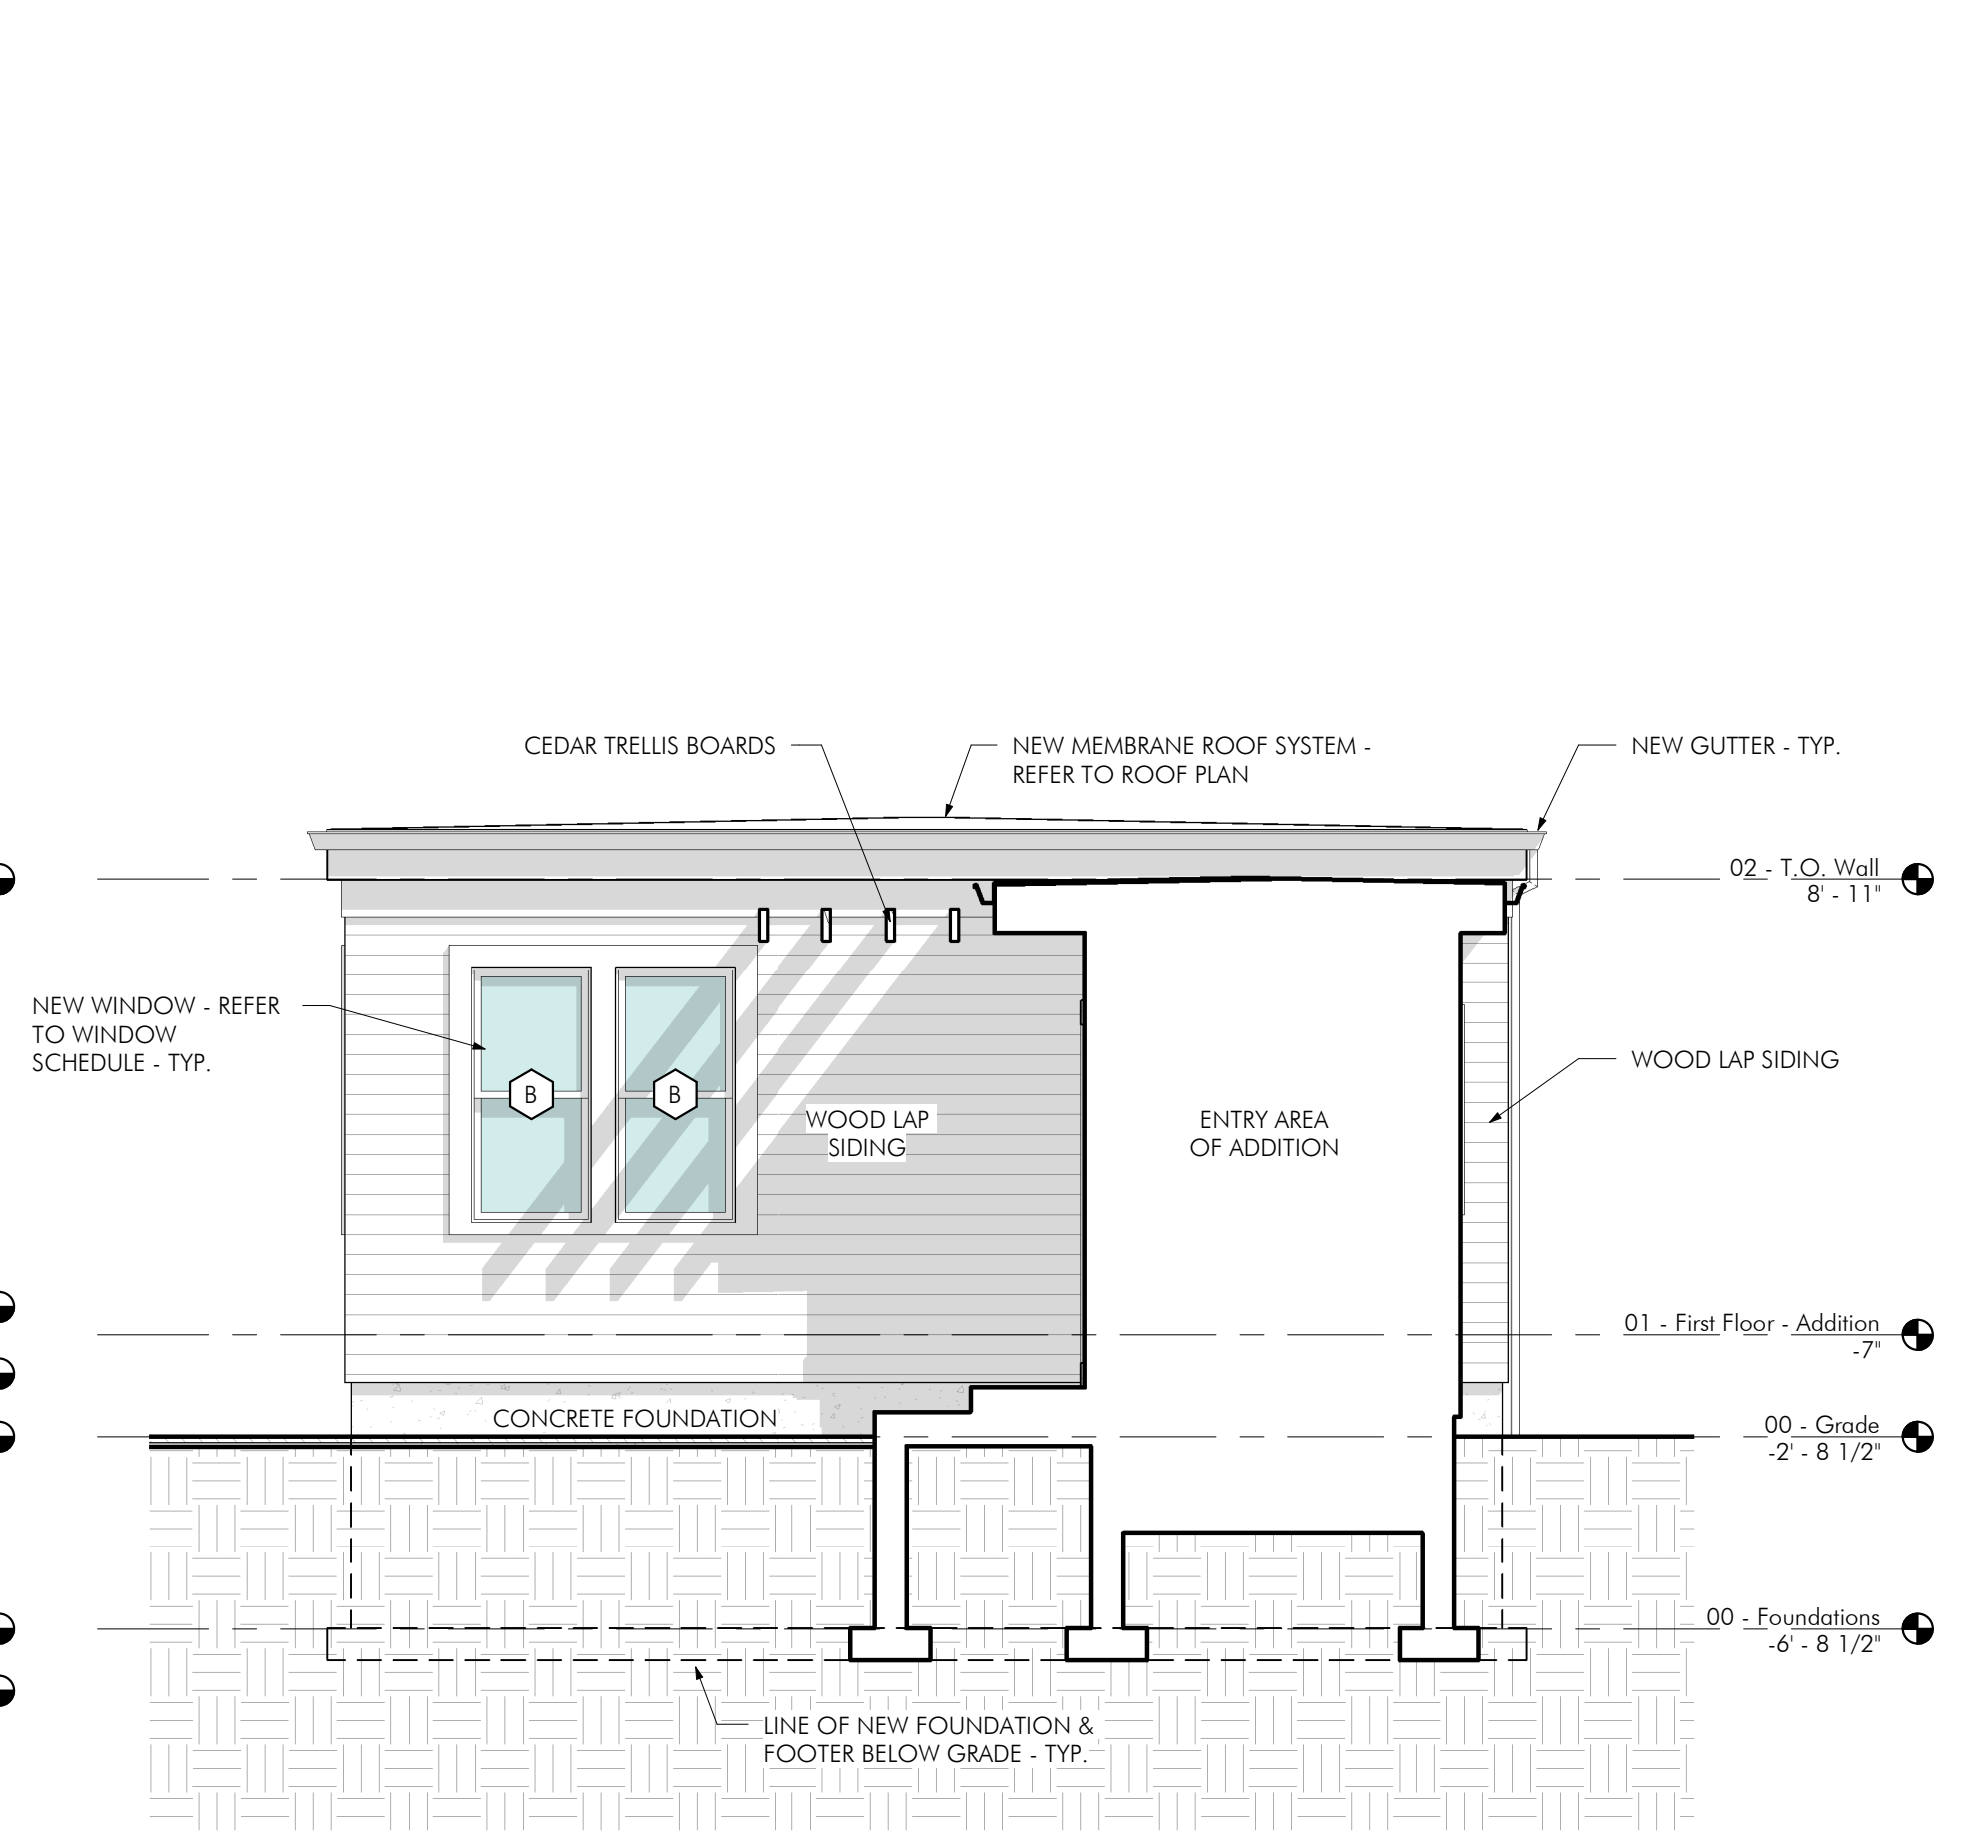 CEDAR TRELLIS BOARDS
NEW MEMBRANE ROOF SYSTEM -
REFER TO ROOF PLAN
NEW GUTTER - TYP.
02 - T.O. Wall
8' - 11"
NEW WINDOW - REFER
TO WINDOW
SCHEDULE - TYP.
B
B
WOOD LAP
SIDING
ENTRY AREA
OF ADDITION
WOOD LAP SIDING
01 - First Floor - Addition
-7"
CONCRETE FOUNDATION
00 - Grade
-2' - 8 1/2"
00 - Foundations
-6' - 8 1/2"
LINE OF NEW FOUNDATION &
FOOTER BELOW GRADE - TYP.